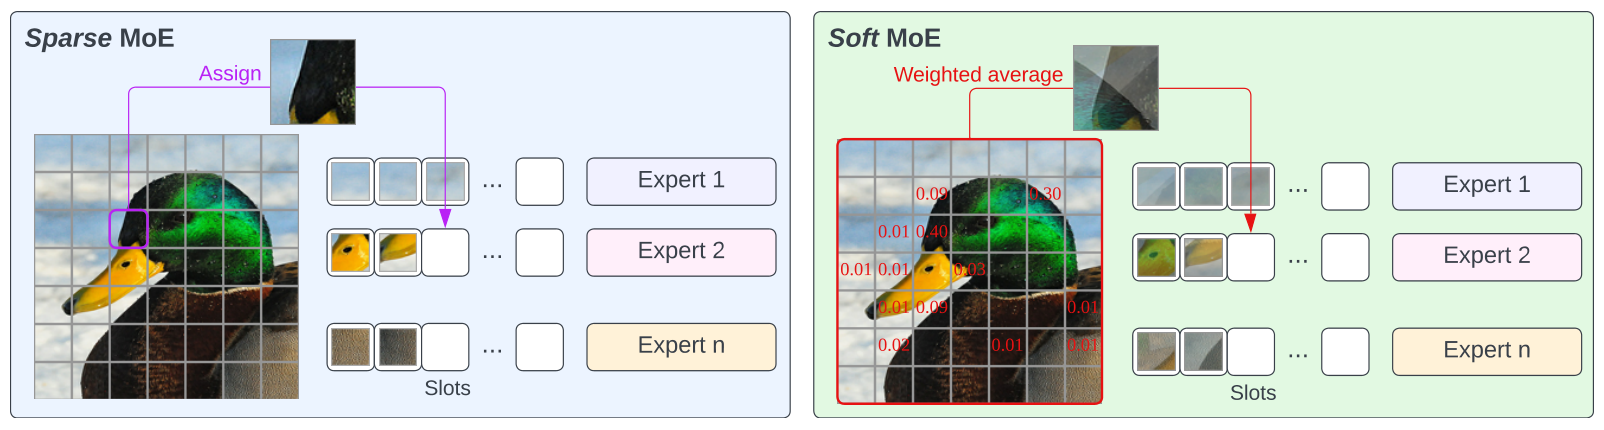 Sparse MoE
Assign
...
Expert 1
...
Expert 2
...
Expert n
Slots
Soft MoE
Weighted average
0.09 0.30
0.01 0.40
0.01 0.01 0.03
0.01 0.09 0.01
0.02 0.01 0.01
...
Expert 1
...
Expert 2
...
Expert n
Slots